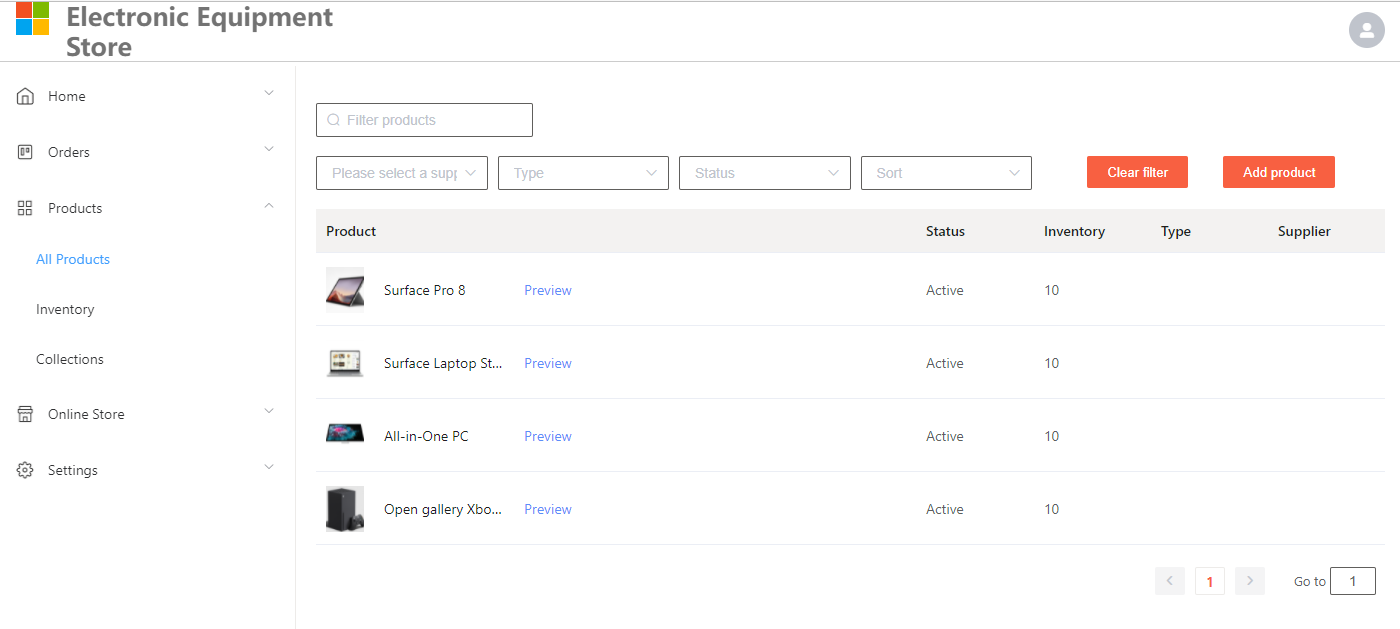 Electronic Equipment
Store
Home
Orders
Products
All Products
Inventory
Collections
Online Store
Settings
Filter products
Please select a supp Type Status Sort Clear filter Add product
Product Status Inventory Type Supplier
Surface Pro 8 Preview Active 10
Surface Laptop St... Preview Active 10
All-in-One PC Preview Active 10
Open gallery Xbo... Preview Active 10
1 Go to 1